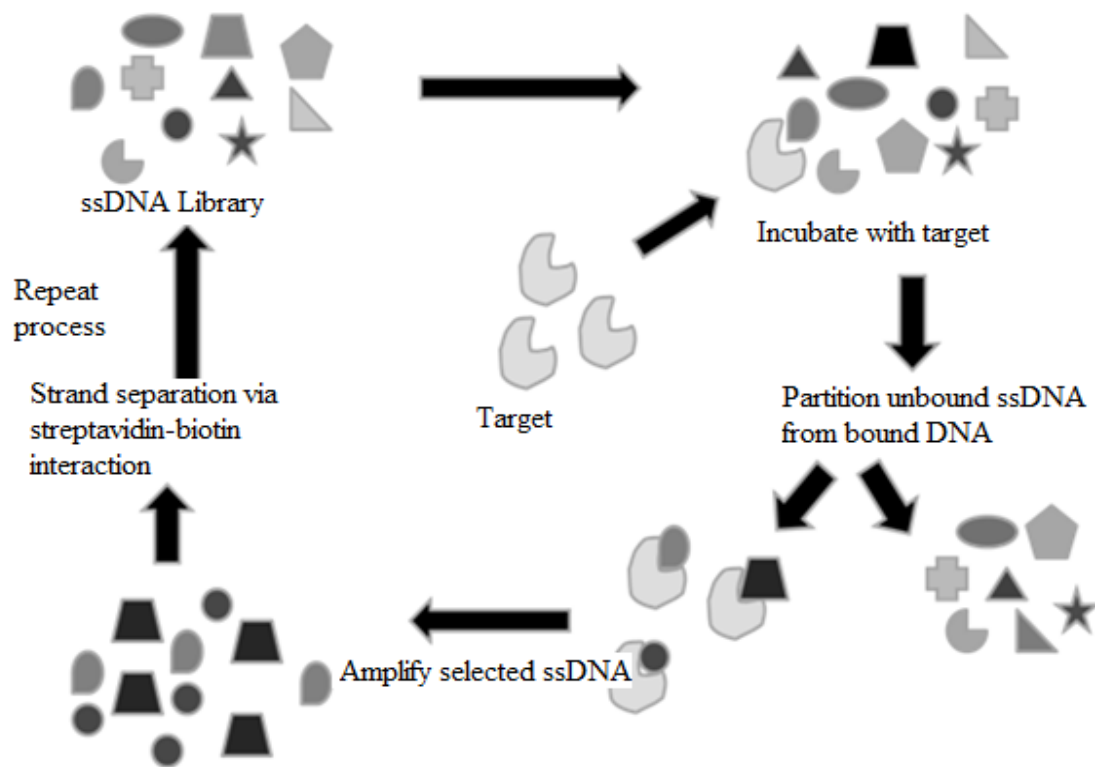 ssDNA Library
Incubate with target
Target
Partition unbound ssDNA
from bound DNA
Amplify selected ssDNA
Strand separation via
streptavidin-biotin
interaction
Repeat
process